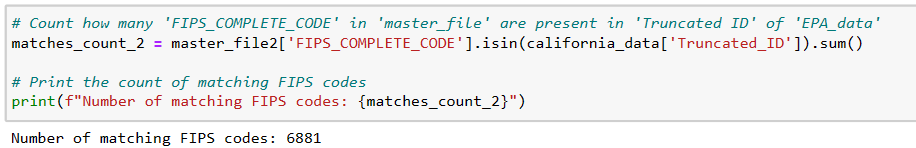 # Count how many 'FIPS_COMPLETE_CODE' in 'master_file' are present in 'Truncated ID' of 'EPA_data'
matches_count_2 = master_file2['FIPS_COMPLETE_CODE'].isin(california_data['Truncated_ID']).sum()
# Print the count of matching FIPS codes
print(f"Number of matching FIPS codes: {matches_count_2}")
Number of matching FIPS codes: 6881